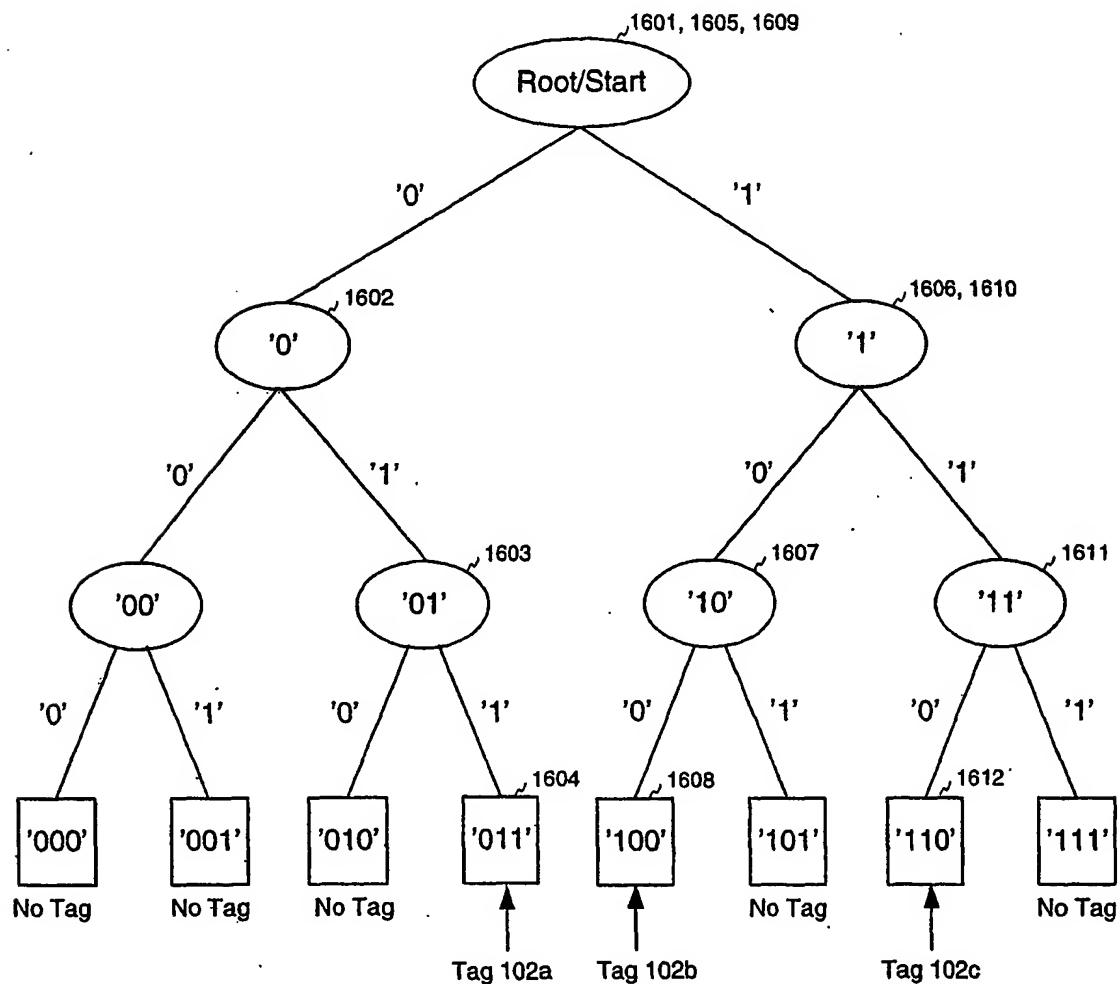 1601, 1605, 1609
Root/Start
'0' '1'
1602 1606, 1610
'0' '1'
'0' '1' '0' '1'
1603 1607 1611
'00' '01' '10' '11'
'0' '1' '0' '1' '0' '1' '0' '1'
1604 1608 1612
'000' '001' '010' '011' '100' '101' '110' '111'
No Tag No Tag No Tag No Tag No Tag
Tag 102a Tag 102b Tag 102c